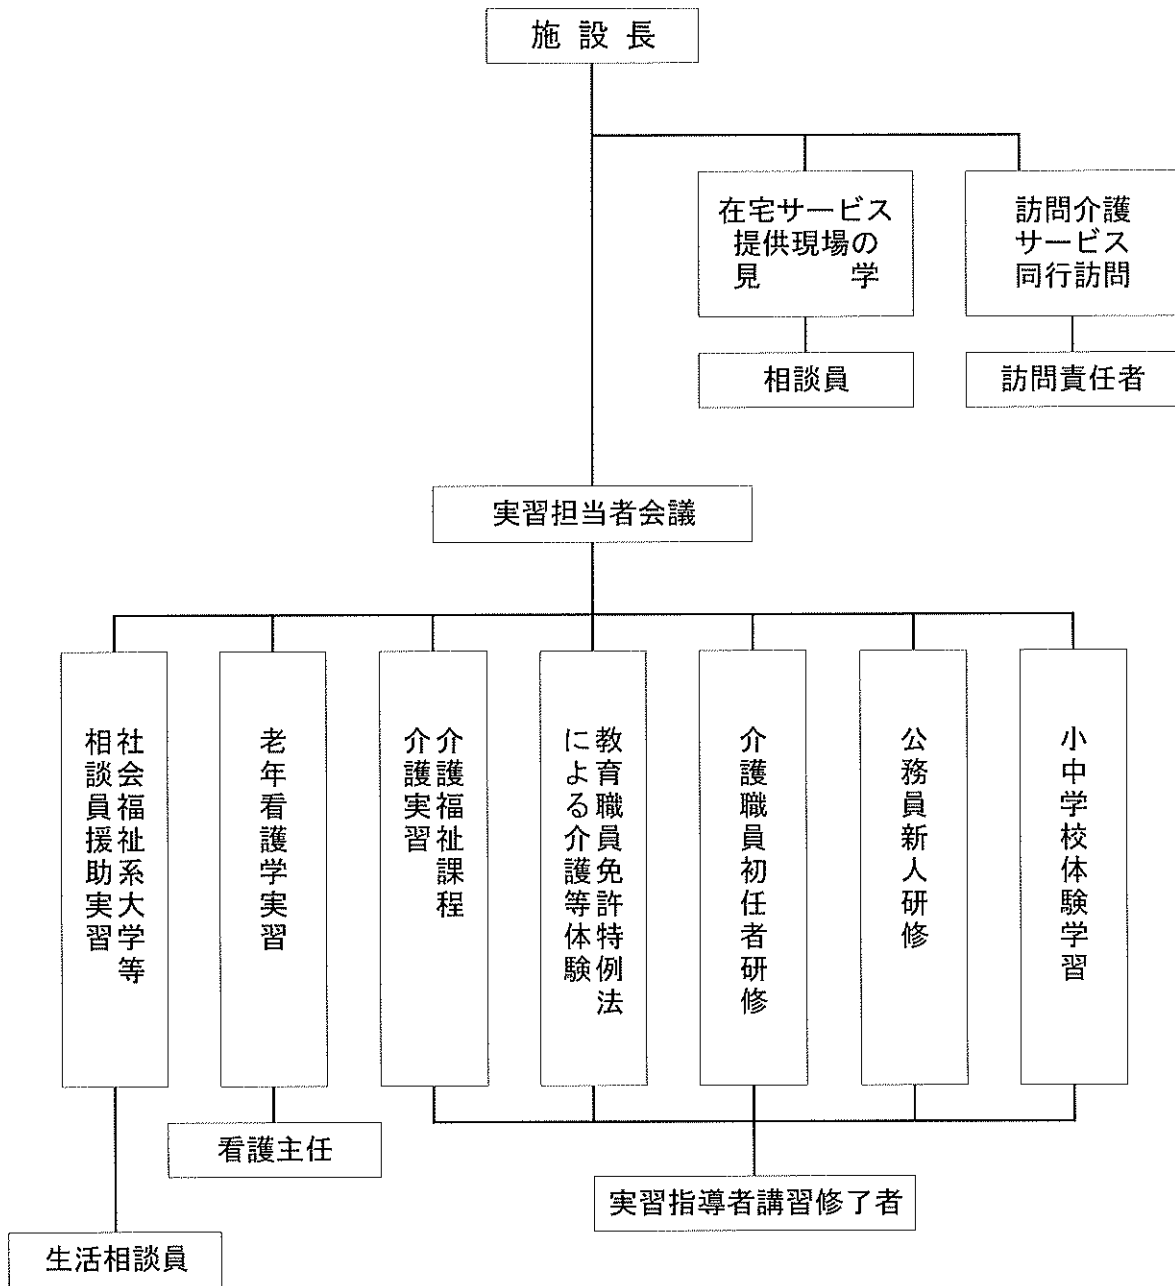 施設長
在宅サービス
提供現場の
見学
訪問介護
サービス
同行訪問
相談員
訪問責任者
実習担当者会議
社会福祉系大学等
相談員援助実習
老年看護学実習
介護福祉課程
介護実習
教育職員免許特例法
による介護等体験
介護職員初任者研修
公務員新人研修
小中学校体験学習
看護主任
実習指導者講習修了者
生活相談員